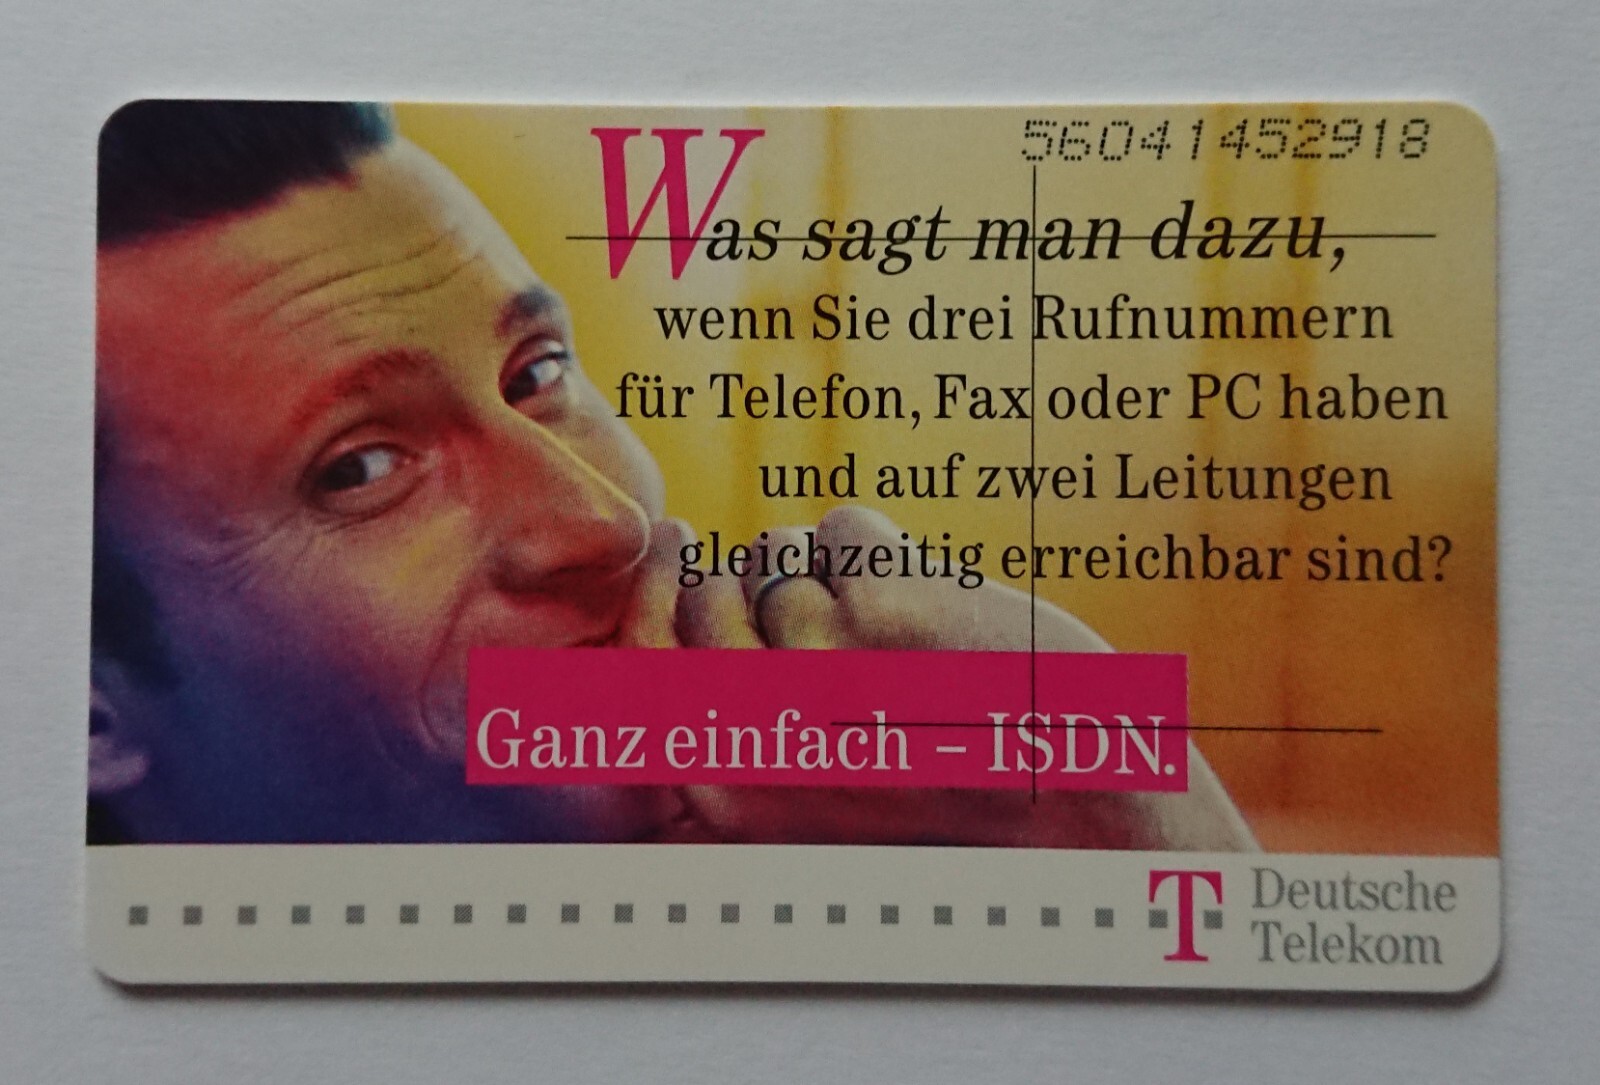 56041452918
Was sagt man dazu,
wenn Sie drei Rufnummern
für Telefon, Fax oder PC haben
und auf zwei Leitungen
gleichzeitig erreichbar sind?
Ganz einfach – ISDN.
T Deutsche
Telekom